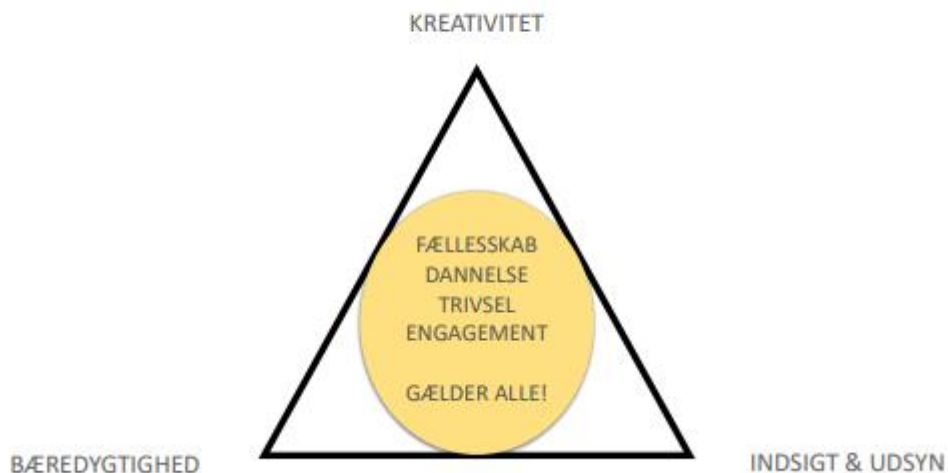 KREATIVITET
FÆLLESSKAB
DANNELSE
TRIVSEL
ENGAGEMENT
GÆLDER ALLE!
BÆREDYGTIGHED
INDSIGT & UDSYN